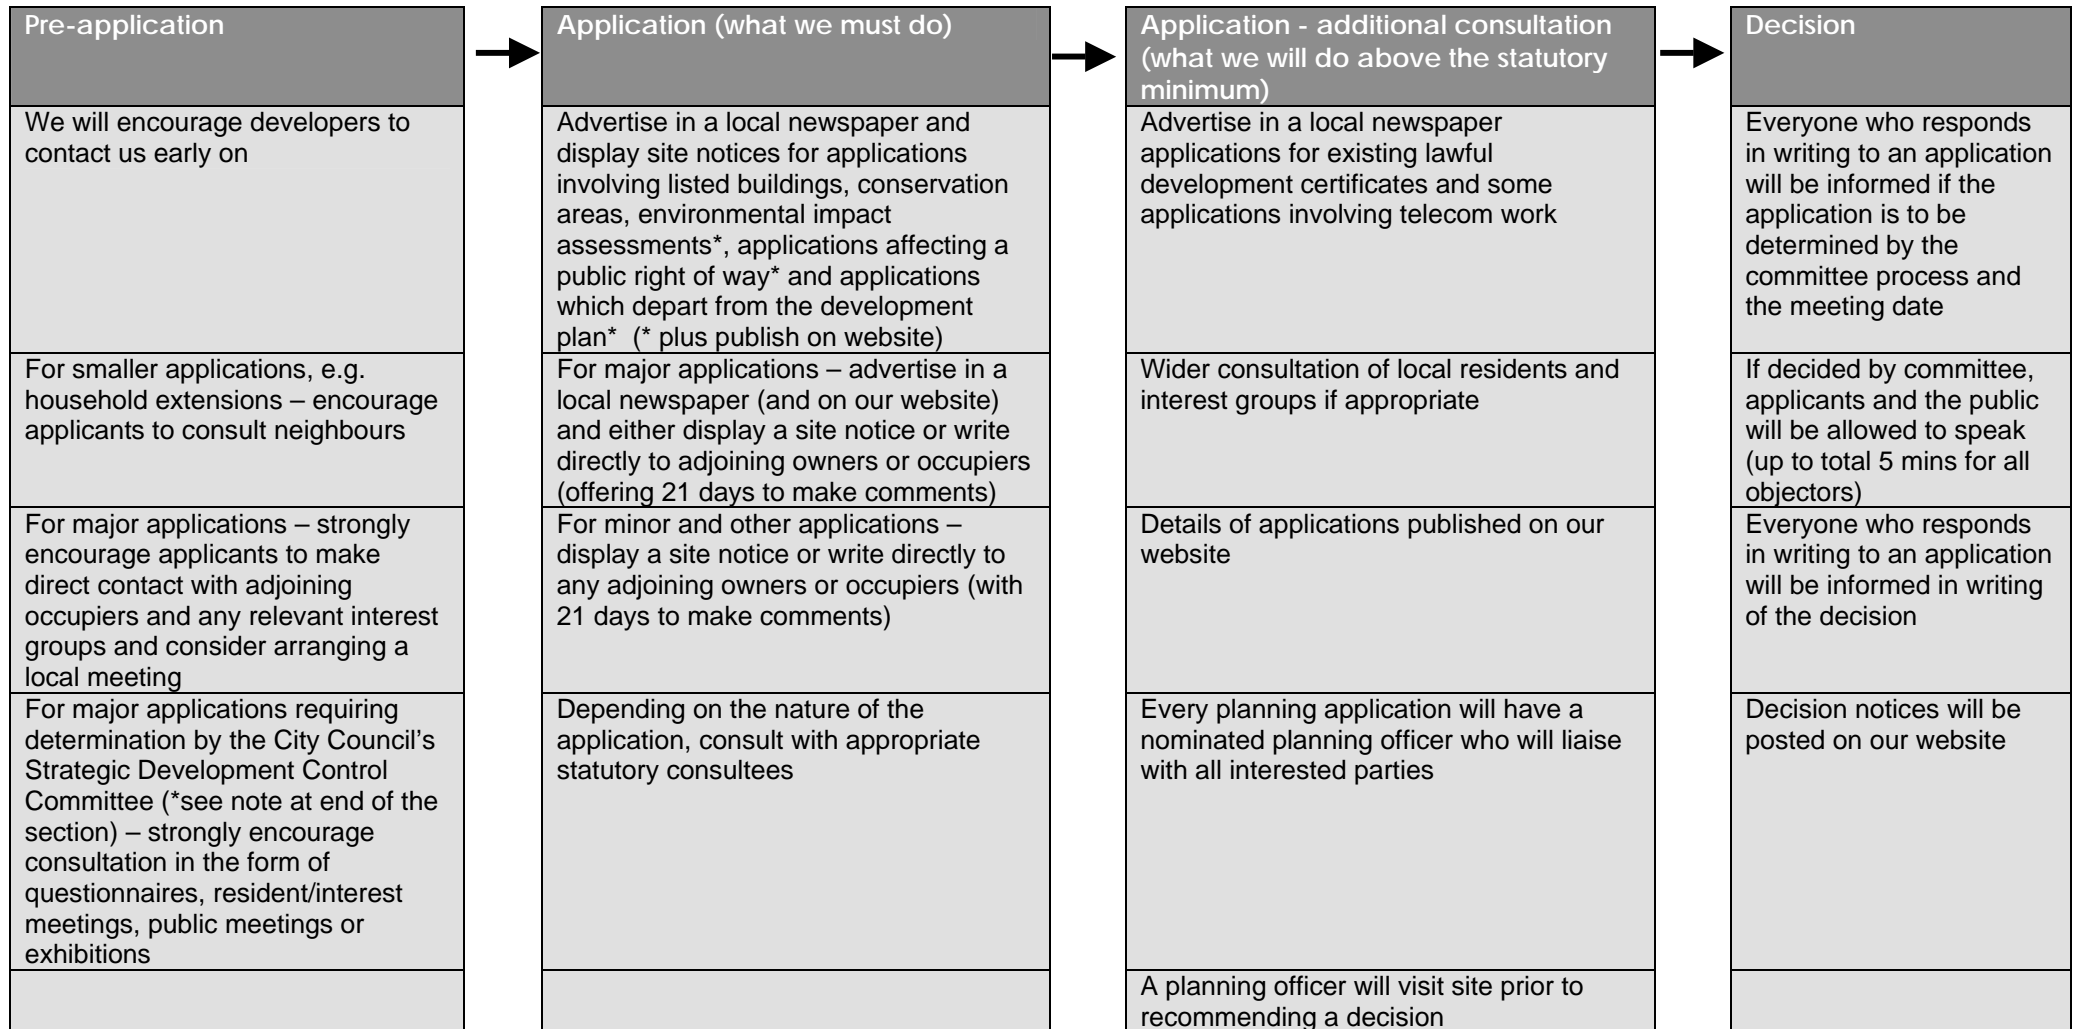 Pre-application
We will encourage developers to
contact us early on
For smaller applications, e.g.
household extensions – encourage
applicants to consult neighbours
For major applications – strongly
encourage applicants to make
direct contact with adjoining
occupiers and any relevant interest
groups and consider arranging a
local meeting
For major applications requiring
determination by the City Council’s
Strategic Development Control
Committee (*see note at end of the
section) – strongly encourage
consultation in the form of
questionnaires, resident/interest
meetings, public meetings or
exhibitions
Application (what we must do)
Advertise in a local newspaper and
display site notices for applications
involving listed buildings, conservation
areas, environmental impact
assessments*, applications affecting a
public right of way* and applications
which depart from the development
plan*  (* plus publish on website)
For major applications – advertise in a
local newspaper (and on our website)
and either display a site notice or write
directly to adjoining owners or occupiers
(offering 21 days to make comments)
For minor and other applications –
display a site notice or write directly to
any adjoining owners or occupiers (with
21 days to make comments)
Depending on the nature of the
application, consult with appropriate
statutory consultees
Application - additional consultation
(what we will do above the statutory
minimum)
Advertise in a local newspaper
applications for existing lawful
development certificates and some
applications involving telecom work
Wider consultation of local residents and
interest groups if appropriate
Details of applications published on our
website
Every planning application will have a
nominated planning officer who will liaise
with all interested parties
A planning officer will visit site prior to
recommending a decision
Decision
Everyone who responds
in writing to an application
will be informed if the
application is to be
determined by the
committee process and
the meeting date
If decided by committee,
applicants and the public
will be allowed to speak
(up to total 5 mins for all
objectors)
Everyone who responds
in writing to an application
will be informed in writing
of the decision
Decision notices will be
posted on our website